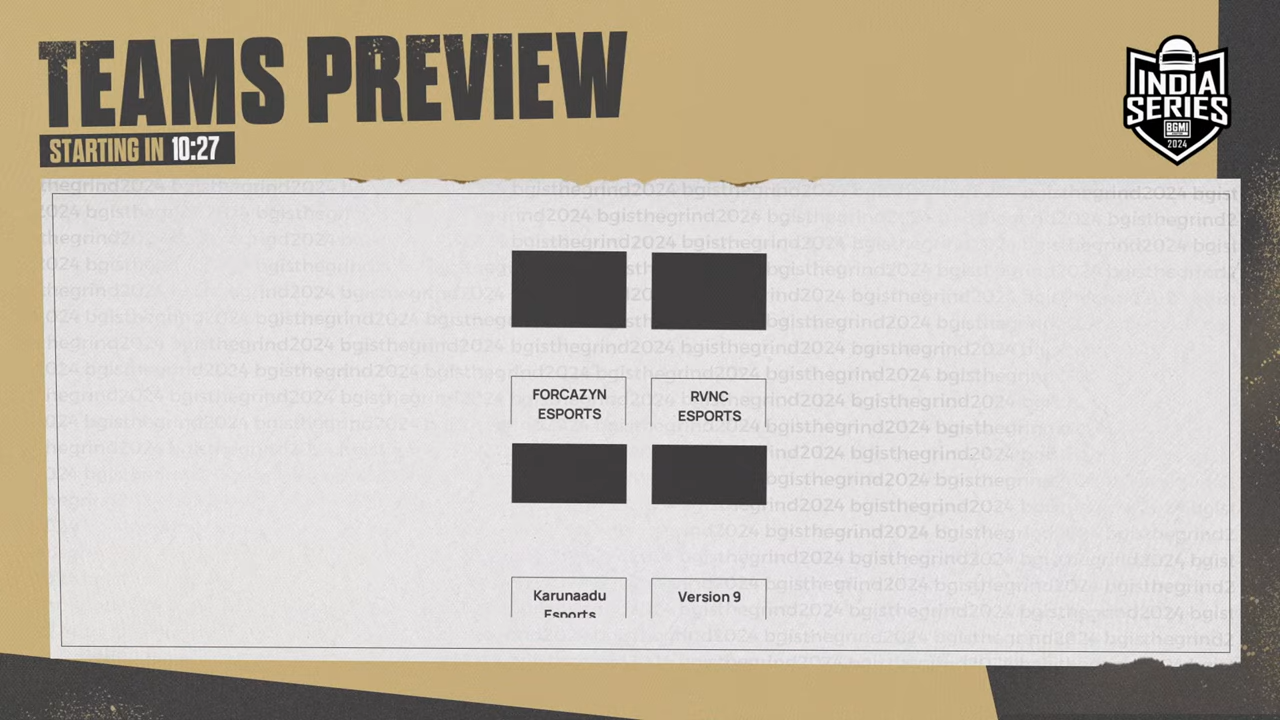 TEAMS PREVIEW
STARTING IN 10:27
INDIA
SERIES
BGMI
2024
FORCAZYN
ESPORTS
RVNC
ESPORTS
Karunaadu
Esports
Version 9